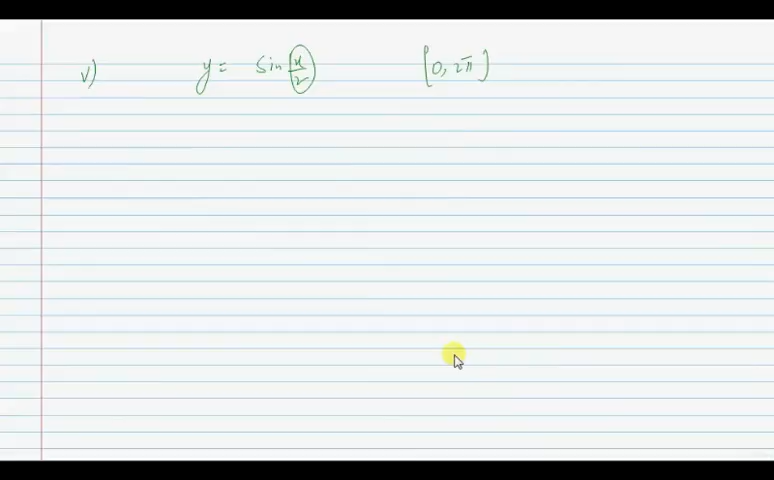 v) y = sin(x/2) [0, 2π]